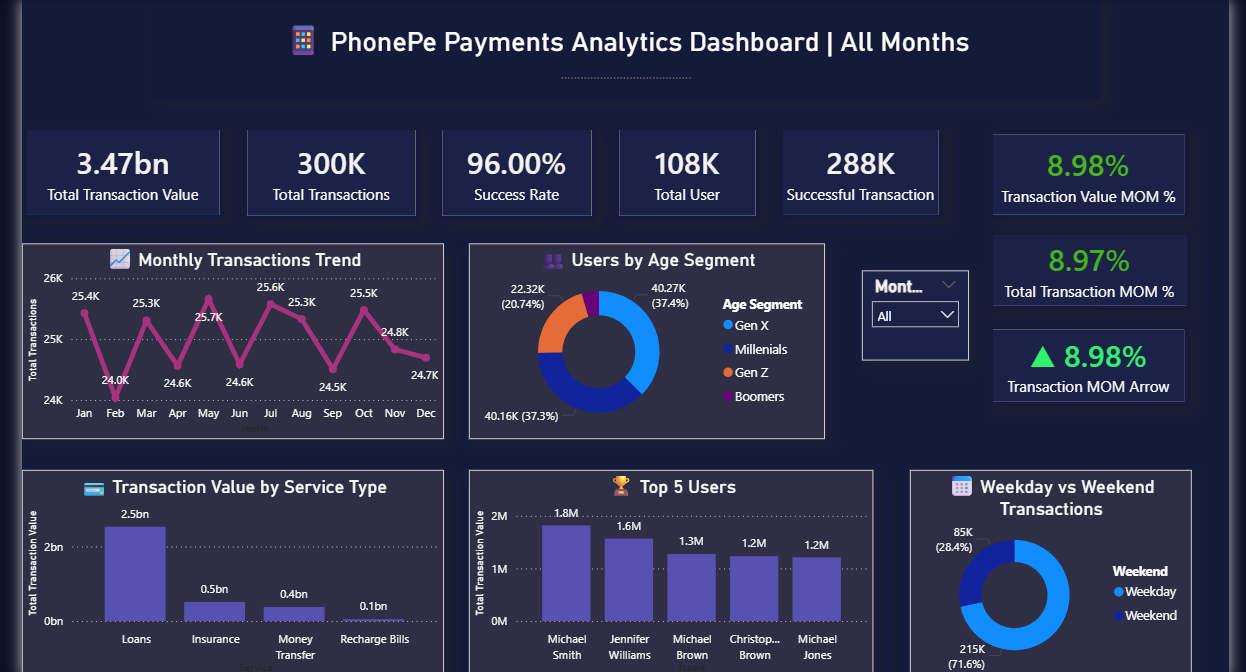 PhonePe Payments Analytics Dashboard | All Months
3.47bn
Total Transaction Value
300K
Total Transactions
96.00%
Success Rate
108K
Total User
288K
Successful Transaction
8.98%
Transaction Value MOM %
8.97%
Total Transaction MOM %
▲ 8.98%
Transaction MOM Arrow
Monthly Transactions Trend
Total Transactions
26K
25K
24K
25.4K
24.0K
25.3K
24.6K
25.7K
24.6K
25.6K
25.3K
24.5K
25.5K
24.8K
24.7K
Jan Feb Mar Apr May Jun Jul Aug Sep Oct Nov Dec
Month
Users by Age Segment
22.32K
(20.74%)
40.27K
(37.4%)
40.16K (37.3%)
Age Segment
Gen X
Millenials
Gen Z
Boomers
Mont...
All
Transaction Value by Service Type
Total Transaction Value
2bn
0bn
2.5bn
0.5bn
0.4bn
0.1bn
Loans
Insurance
Money
Transfer
Recharge Bills
Service
Top 5 Users
Total Transaction Value
2M
1M
0M
1.8M
1.6M
1.3M
1.2M
1.2M
Michael
Smith
Jennifer
Williams
Michael
Brown
Christop...
Brown
Michael
Jones
Name
Weekday vs Weekend
Transactions
85K
(28.4%)
215K
(71.6%)
Weekend
Weekday
Weekend